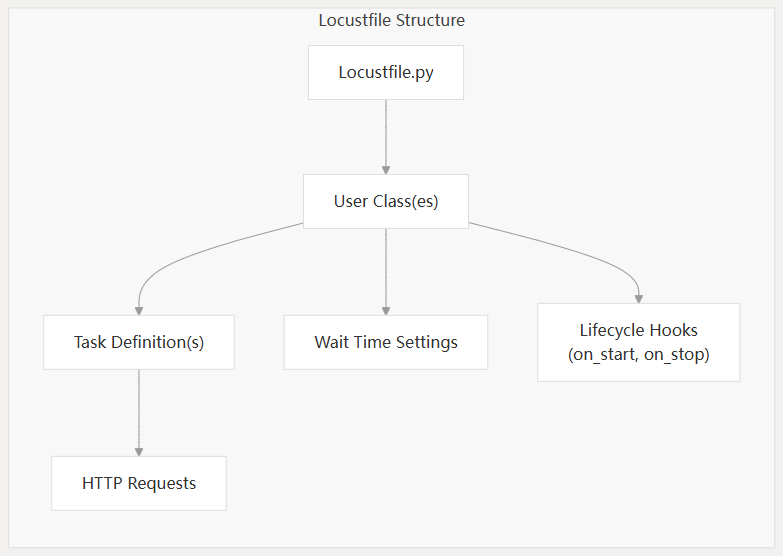 Locustfile Structure
Locustfile.py
User Class(es)
Task Definition(s)
Wait Time Settings
Lifecycle Hooks
(on_start, on_stop)
HTTP Requests